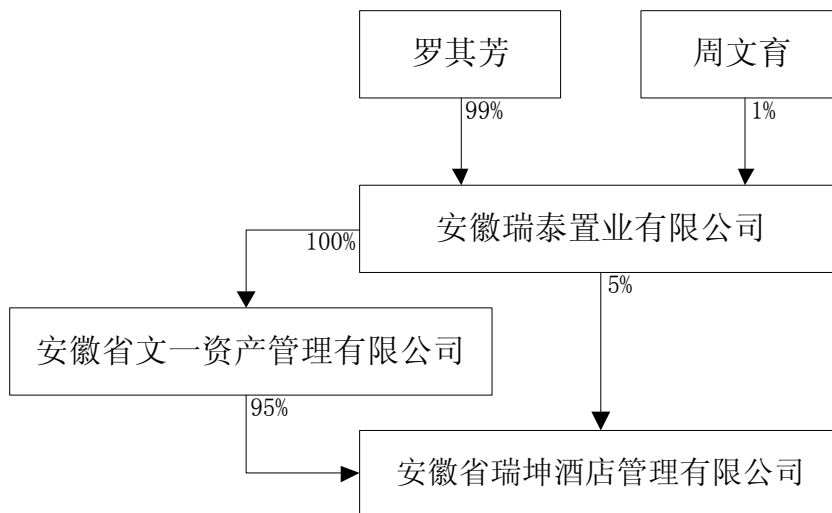 罗其芳
周文育
99%
1%
安徽瑞泰置业有限公司
100%
5%
安徽省文一资产管理有限公司
95%
安徽省瑞坤酒店管理有限公司